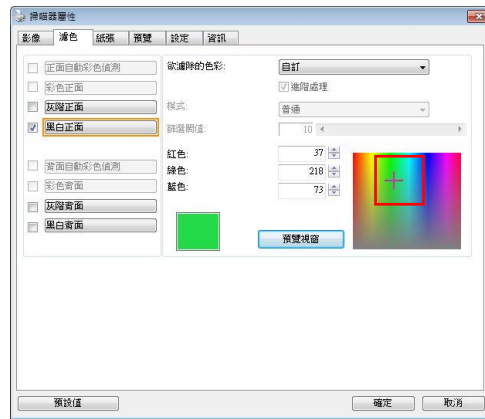 掃瞄器屬性
影像 濾色 紙張 預覽 設定 資訊
正面自動彩色偵測
彩色正面
灰階正面
黑白正面
背面自動彩色偵測
彩色背面
灰階背面
黑白背面
欲濾除的色彩: 自訂
進階處理
模式: 普通
篩選閥值: 10
紅色: 37
綠色: 218
藍色: 73
預覽視窗
預設值 確定 取消